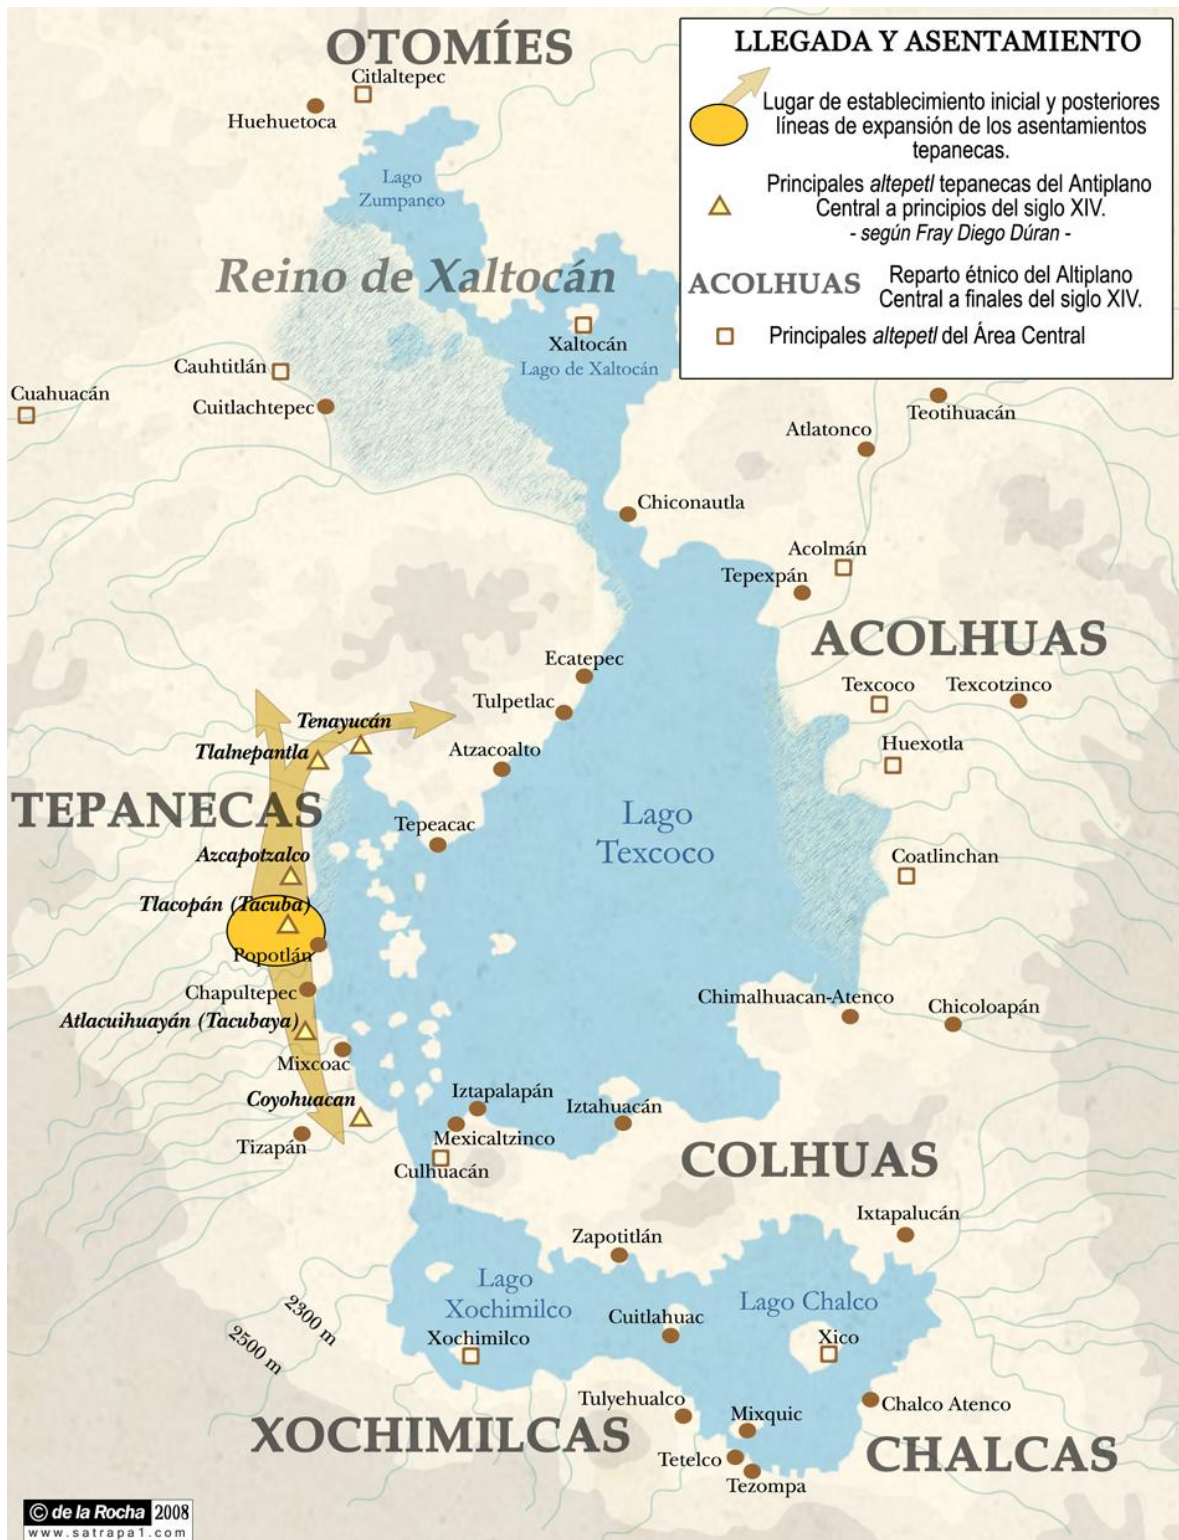 OTOMÍES
Citlaltepec
Huehuetoca
LLEGADA Y ASENTAMIENTO
Lugar de establecimiento inicial y posteriores
líneas de expansión de los asentamientos
tepanecas.
Principales altepetl tepanecas del Antiplano
Central a principios del siglo XIV.
- según Fray Diego Dúran -
ACOLHUAS
Reparto étnico del Altiplano
Central a finales del siglo XIV.
Principales altepetl del Área Central
Lago
Zumpanco
Reino de Xaltocán
Xaltocán
Lago de Xaltocán
Cauhtitlán
Cuahuacán
Cuitlachtepec
Teotihuacán
Atlatonco
Chiconautla
Acolmán
Tepexpán
ACOLHUAS
Ecatepec
Texcoco
Texcotzinco
Tulpetlac
Tenayucán
Tlalnepantla
Atzacoalto
Huexotla
TEPANECAS
Tepeacac
Lago
Texcoco
Azcapotzalco
Coatlinchan
Tlacopán (Tacuba)
Popotlán
Chapultepec
Chimalhuacan-Atenco
Chicoloapán
Atlacuihuayán (Tacubaya)
Mixcoac
Coyohuacan
Iztapalapán
Iztahuacán
Tizapán
Mexicaltzinco
Culhuacán
COLHUAS
Ixtapalucán
Zapotitlán
Lago
Xochimilco
Lago Chalco
2300 m
2500 m
Cuitlahuac
Xochimilco
Xico
Tulyehualco
Mixquic
Chalco Atenco
XOCHIMILCAS
Tetelco
Tezompa
CHALCAS
© de la Rocha 2008
www.satrapa1.com